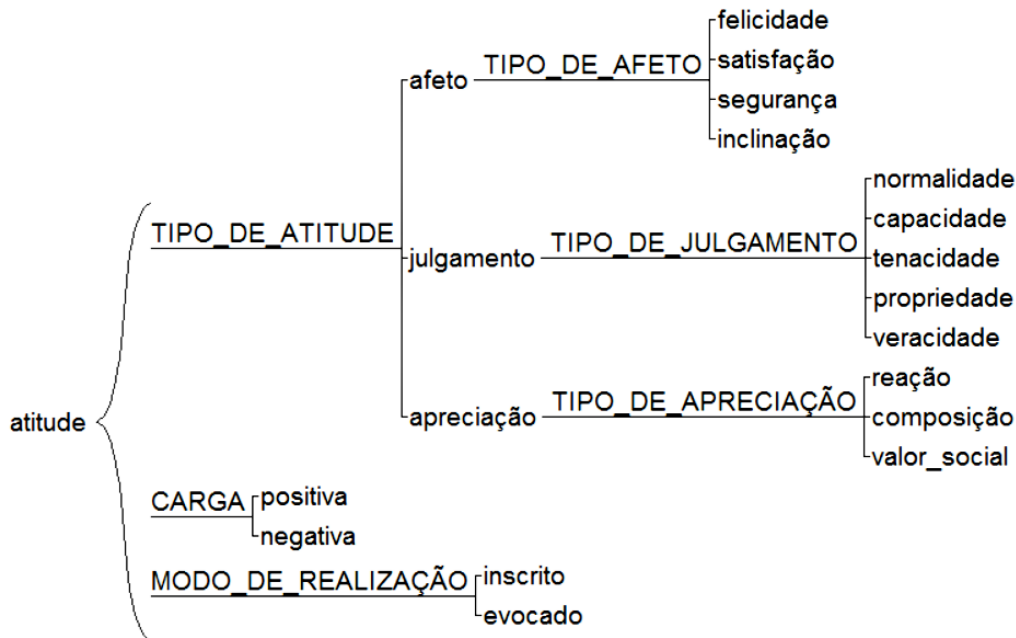 felicidade
afeto TIPO_DE_AFETO satisfação
segurança
inclinação
normalidade
capacidade
TIPO_DE_ATITUDE julgamento TIPO_DE_JULGAMENTO tenacidade
propriedade
veracidade
reação
atitude apreciação TIPO_DE_APRECIAÇÃO composição
valor_social
CARGA positiva
negativa
MODO_DE_REALIZAÇÃO inscrito
evocado